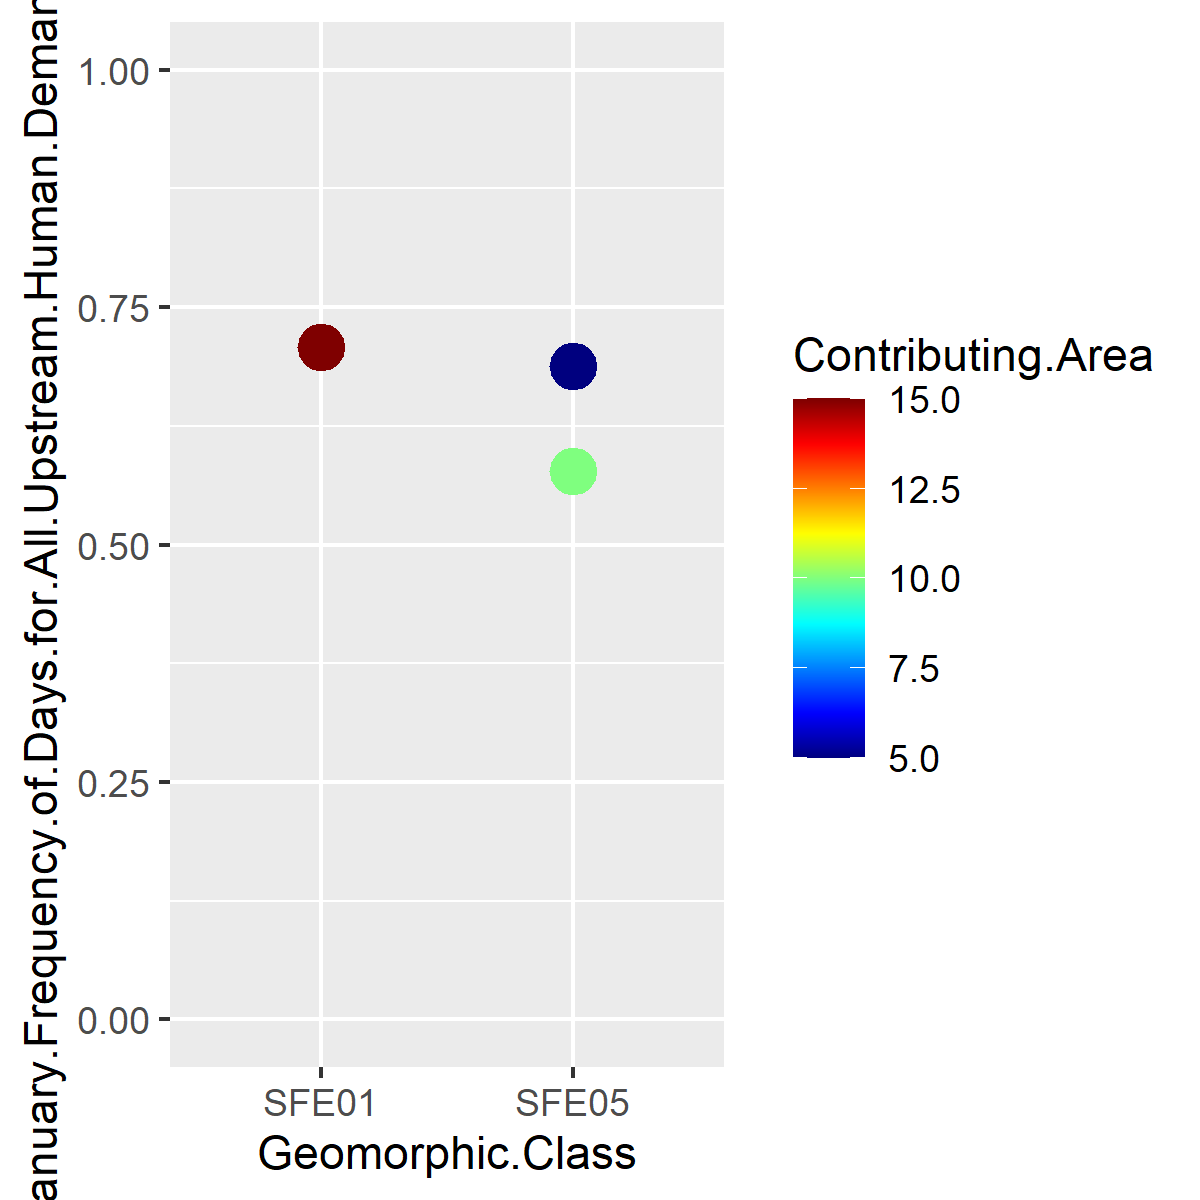 anuary.Frequency.of.Days.for.All.Upstream.Human.Deman
1.00
0.75
0.50
0.25
0.00
SFE01
SFE05
Geomorphic.Class
Contributing.Area
15.0
12.5
10.0
7.5
5.0